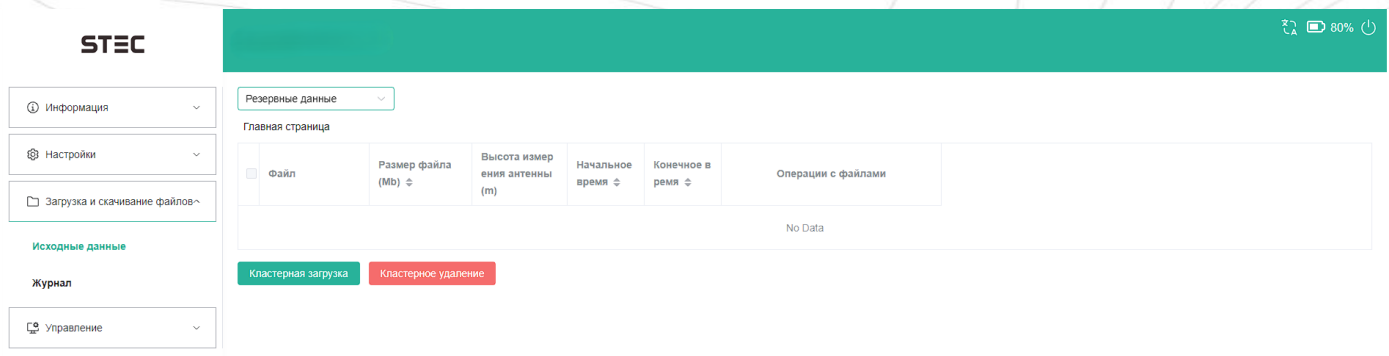 STEC
80%
Информация
Настройки
Загрузка и скачивание файлов
Исходные данные
Журнал
Управление
Резервные данные
Главная страница
Файл
Размер файла
(Mb)
Высота измер
ения антенны
(m)
Начальное
время
Конечное в
ремя
Операции с файлами
No Data
Кластерная загрузка
Кластерное удаление